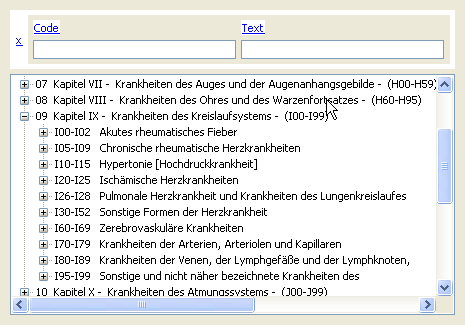 Code Text
x
07 Kapitel VII - Krankheiten des Auges und der Augenanhangsgebilde - (H00-H59)
08 Kapitel VIII - Krankheiten des Ohres und des Warzenfortsatzes - (H60-H95)
09 Kapitel IX - Krankheiten des Kreislaufsystems - (I00-I99)
I00-I02 Akutes rheumatisches Fieber
I05-I09 Chronische rheumatische Herzkrankheiten
I10-I15 Hypertonie [Hochdruckkrankheit]
I20-I25 Ischämische Herzkrankheiten
I26-I28 Pulmonale Herzkrankheit und Krankheiten des Lungenkreislaufes
I30-I52 Sonstige Formen der Herzkrankheit
I60-I69 Zerebrovaskuläre Krankheiten
I70-I79 Krankheiten der Arterien, Arteriolen und Kapillaren
I80-I89 Krankheiten der Venen, der Lymphgefäße und der Lymphknoten,
I95-I99 Sonstige und nicht näher bezeichnete Krankheiten des
10 Kapitel X - Krankheiten des Atmungssystems - (J00-J99)